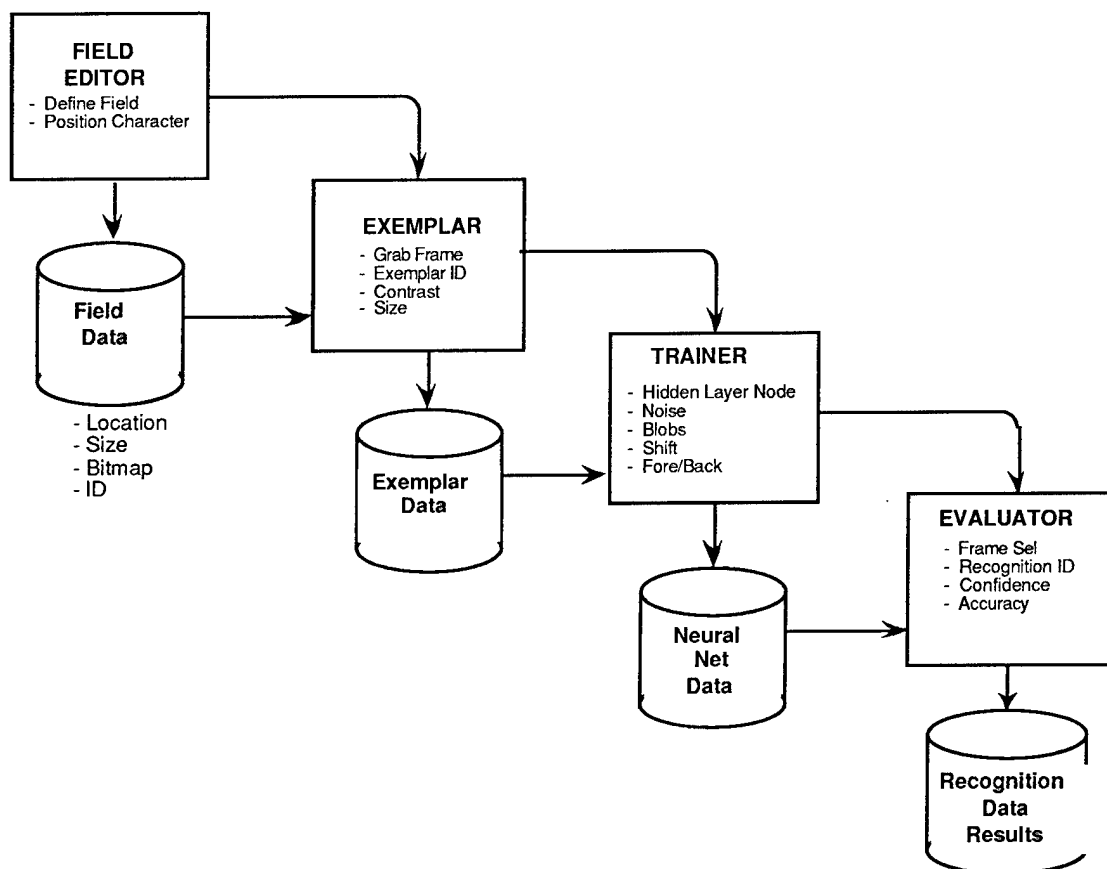 FIELD
EDITOR
- Define Field
- Position Character
Field
Data
- Location
- Size
- Bitmap
- ID
EXEMPLAR
- Grab Frame
- Exemplar ID
- Contrast
- Size
Exemplar
Data
TRAINER
- Hidden Layer Node
- Noise
- Blobs
- Shift
- Fore/Back
Neural
Net
Data
EVALUATOR
- Frame Sel
- Recognition ID
- Confidence
- Accuracy
Recognition
Data
Results